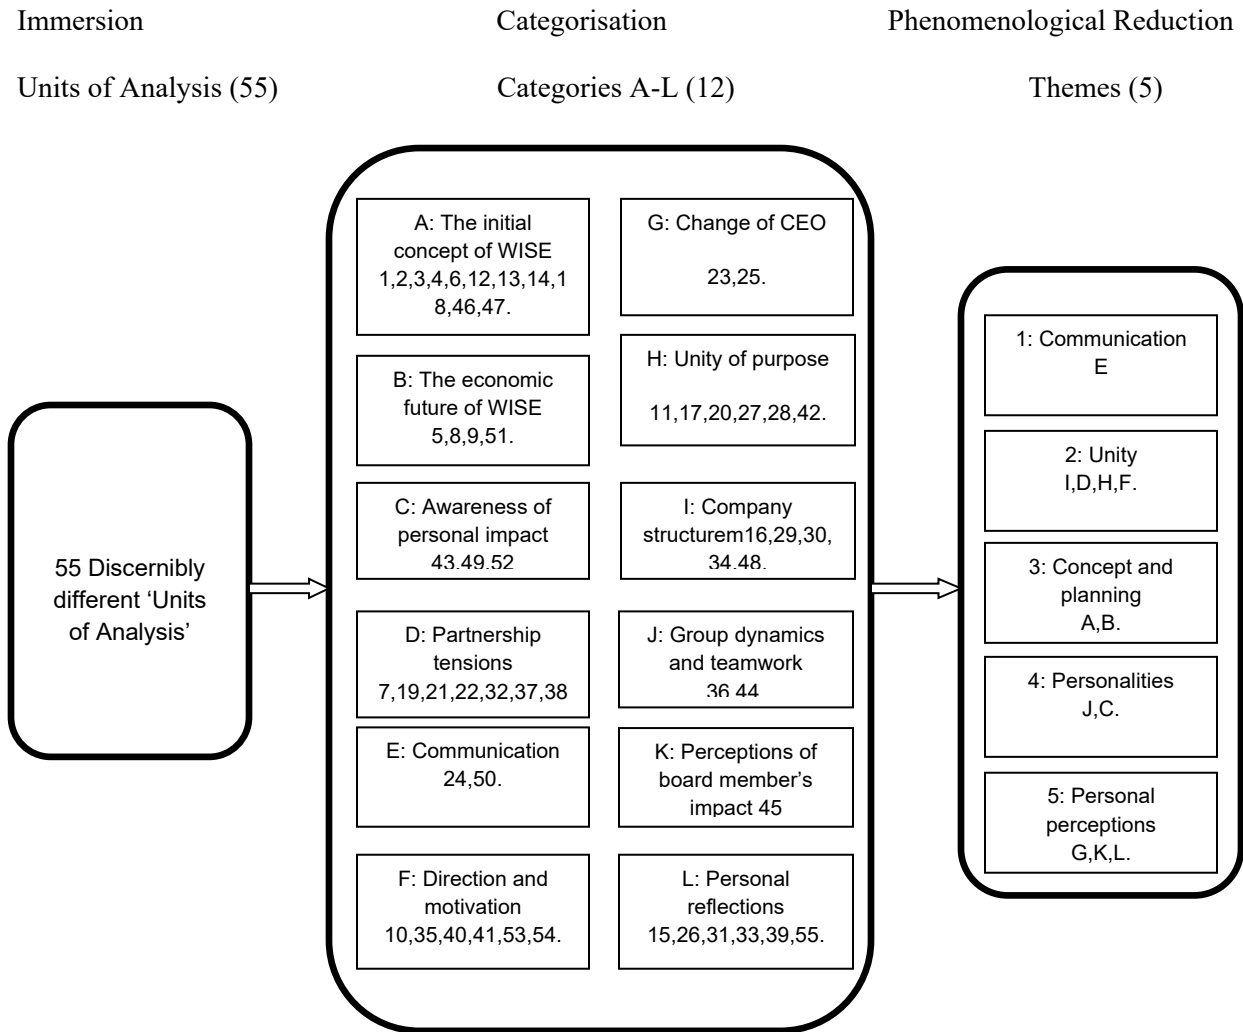 Immersion
Categorisation
Phenomenological Reduction
Units of Analysis (55)
Categories A-L (12)
Themes (5)
55 Discernibly
different ‘Units
of Analysis’
A: The initial
concept of WISE
1,2,3,4,6,12,13,14,1
8,46,47.
B: The economic
future of WISE
5,8,9,51.
C: Awareness of
personal impact
43,49,52
D: Partnership
tensions
7,19,21,22,32,37,38
E: Communication
24,50.
F: Direction and
motivation
10,35,40,41,53,54.
G: Change of CEO
23,25.
H: Unity of purpose
11,17,20,27,28,42.
I: Company
structurem16,29,30,
34,48.
J: Group dynamics
and teamwork
36,44
K: Perceptions of
board member’s
impact 45
L: Personal
reflections
15,26,31,33,39,55.
1: Communication
E
2: Unity
I,D,H,F.
3: Concept and
planning
A,B.
4: Personalities
J,C.
5: Personal
perceptions
G,K,L.